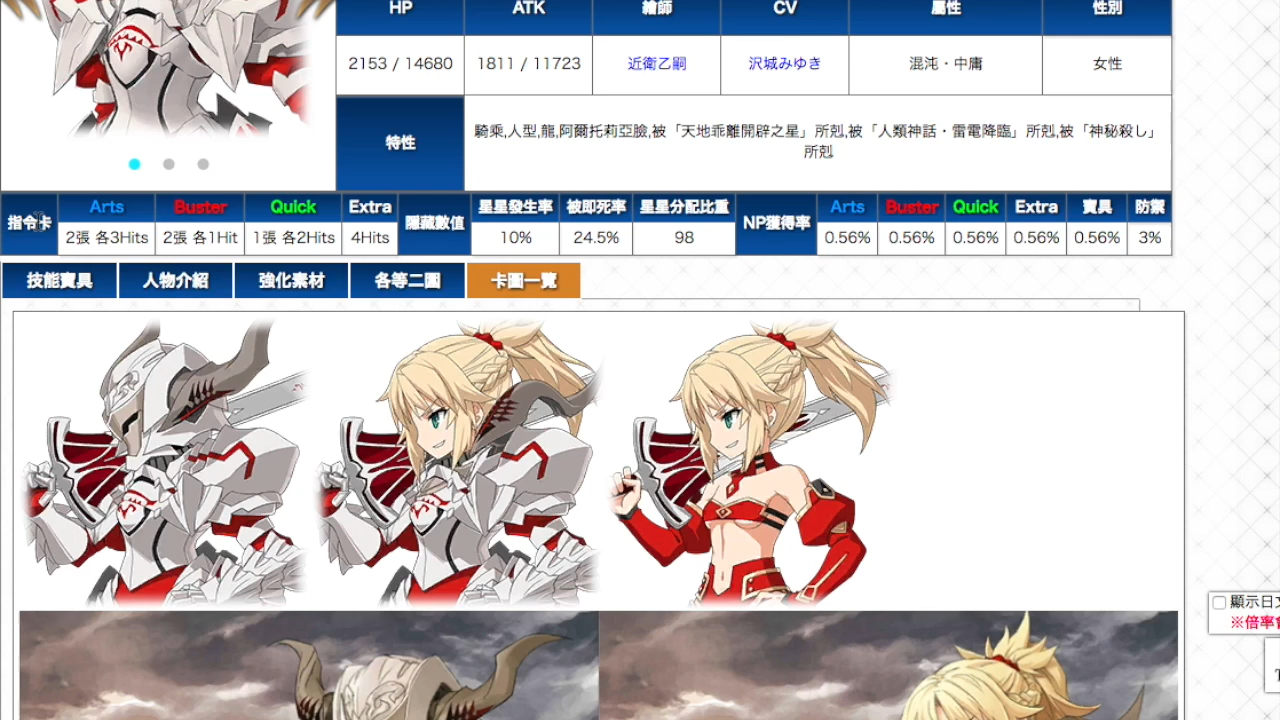 HP ATK 繪師 CV 屬性 性別
2153 / 14680 1811 / 11723 近衛乙嗣 沢城みゆき 混沌・中庸 女性
特性 騎乘,人型,龍,阿爾托莉亞臉,被「天地乖離開辟之星」所剋,被「人類神話・雷電降臨」所剋,被「神秘殺し」
所剋
指令卡 Arts Buster Quick Extra 隱藏數值 星星發生率 被即死率 星星分配比重 NP獲得率 Arts Buster Quick Extra 寶具 防禦
2張 各3Hits 2張 各1Hit 1張 各2Hits 4Hits 10% 24.5% 98 0.56% 0.56% 0.56% 0.56% 0.56% 3%
技能寶具 人物介紹 強化素材 各等二圖 卡圖一覽
顯示日
※倍率